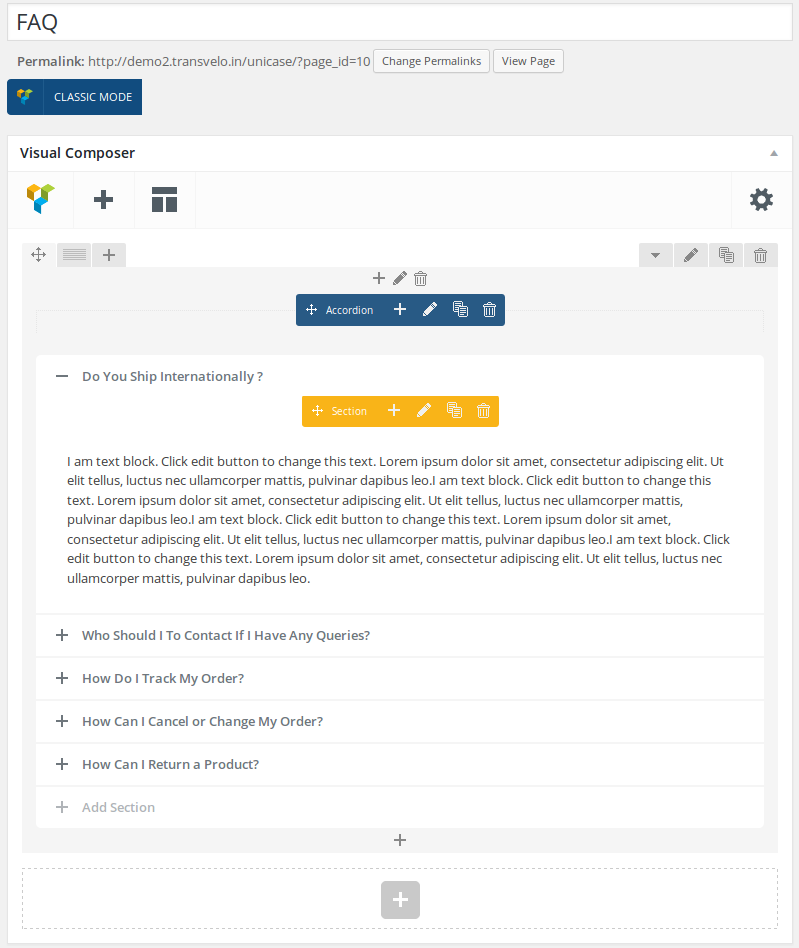 FAQ
Permalink: http://demo2.transvelo.in/unicase/?page_id=10 Change Permalinks View Page
CLASSIC MODE
Visual Composer
Accordion
Do You Ship Internationally ?
Section
I am text block. Click edit button to change this text. Lorem ipsum dolor sit amet, consectetur adipiscing elit. Ut
elit tellus, luctus nec ullamcorper mattis, pulvinar dapibus leo.I am text block. Click edit button to change this
text. Lorem ipsum dolor sit amet, consectetur adipiscing elit. Ut elit tellus, luctus nec ullamcorper mattis,
pulvinar dapibus leo.I am text block. Click edit button to change this text. Lorem ipsum dolor sit amet,
consectetur adipiscing elit. Ut elit tellus, luctus nec ullamcorper mattis, pulvinar dapibus leo.I am text block. Click
edit button to change this text. Lorem ipsum dolor sit amet, consectetur adipiscing elit. Ut elit tellus, luctus nec
ullamcorper mattis, pulvinar dapibus leo.
Who Should I To Contact If I Have Any Queries?
How Do I Track My Order?
How Can I Cancel or Change My Order?
How Can I Return a Product?
Add Section